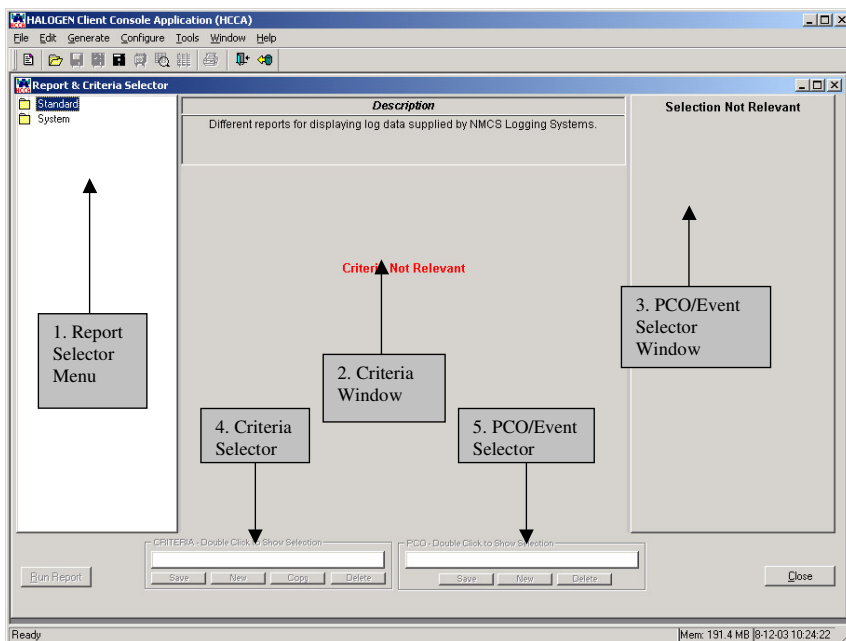 HALOGEN Client Console Application (HCCA)
File Edit Generate Configure Tools Window Help
Report & Criteria Selector
Standard
System
Description
Different reports for displaying log data supplied by NMCS Logging Systems.
Selection Not Relevant
Criteria Not Relevant
1. Report
Selector
Menu
2. Criteria
Window
3. PCO/Event
Selector
Window
4. Criteria
Selector
5. PCO/Event
Selector
CRITERIA - Double Click to Show Selection
Save New Copy Delete
PCO - Double Click to Show Selection
Save New Delete
Run Report
Close
Ready
Mem: 191.4 MB 8-12-03 10:24:22